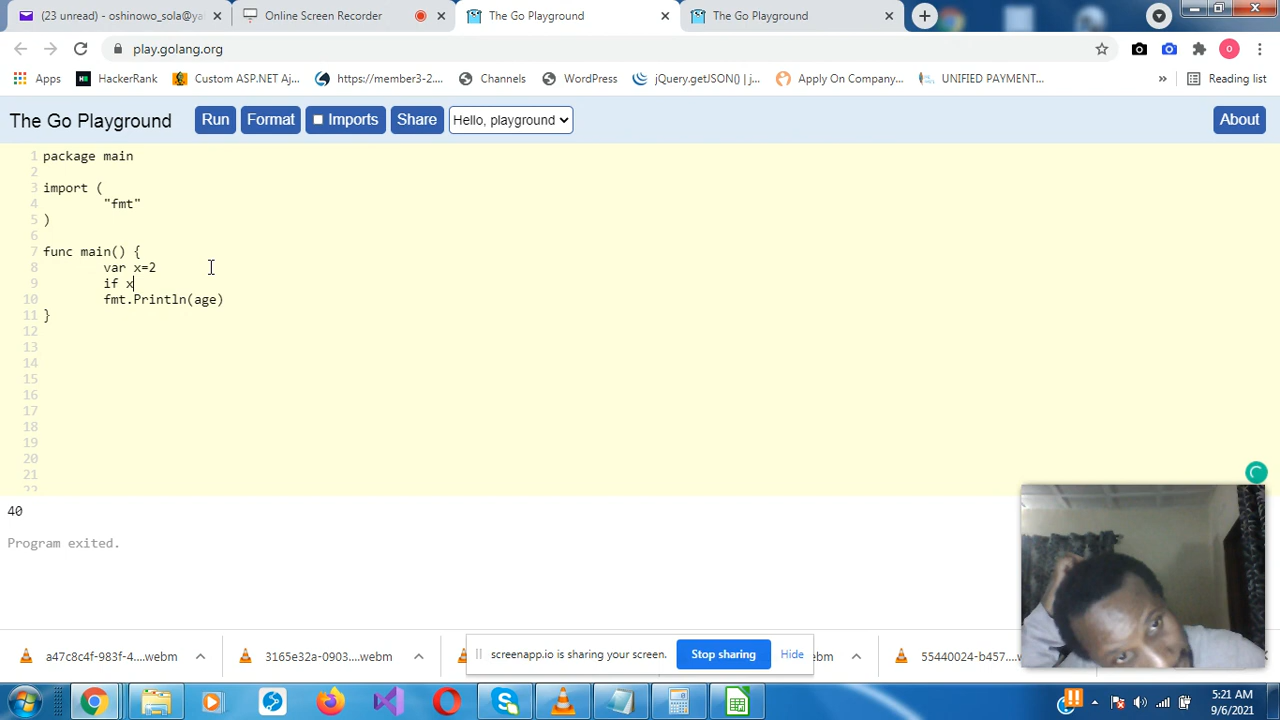 (23 unread) - oshinowo_sola@ya
Online Screen Recorder
The Go Playground
The Go Playground
play.golang.org
O
Apps
HackerRank
Custom ASP.NET Aj...
https://member3-2....
Channels
WordPress
jQuery.getJSON() | j...
Apply On Company...
UNIFIED PAYMENT...
»
Reading list
The Go Playground
Run
Format
Imports
Share
Hello, playground
About
1 package main
2
3 import (
4 "fmt"
5 )
6
7 func main() {
8 var x=2
9 if x
10 fmt.Println(age)
11 }
12
13
14
15
16
17
18
19
20
21
22
40
Program exited.
a47c8c4f-983f-4....webm
3165e32a-0903....webm
screenapp.io is sharing your screen.
Stop sharing
Hide
bm
55440024-b457....we
5:21 AM
9/6/2021